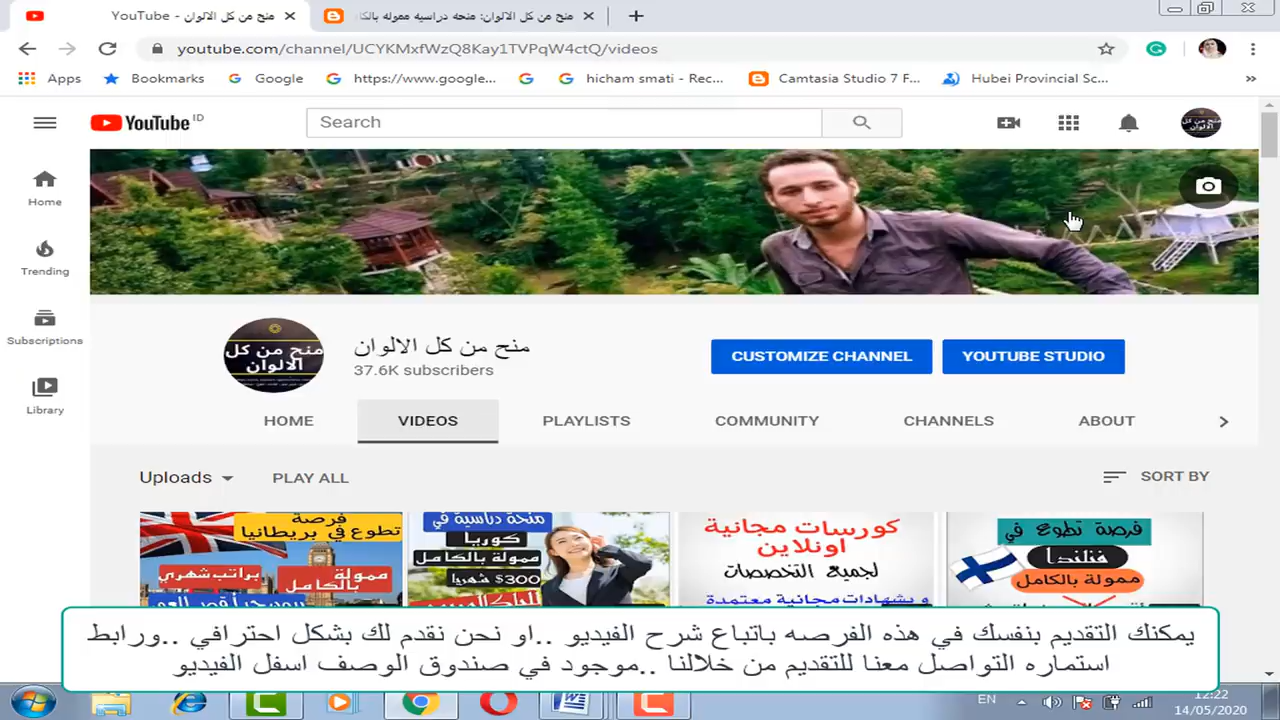 YouTube - منح من كل الالوان
منح من كل الالوان: منحه دراسيه ممولة بالكا
youtube.com/channel/UCYKMxfWzQ8Kay1TVPqW4ctQ/videos
Apps Bookmarks Google https://www.google... hicham smati - Rec... Camtasia Studio 7 F... Hubei Provincial Sc... »
YouTube ID
Search
Home
Trending
Subscriptions
Library
منح من كل
الالوان
منح من كل الالوان
37.6K subscribers
CUSTOMIZE CHANNEL YOUTUBE STUDIO
HOME VIDEOS PLAYLISTS COMMUNITY CHANNELS ABOUT
Uploads PLAY ALL SORT BY
فرصة
تطوع في بريطانيا
براتب شهري
ممولة
بالكامل
منحة دراسية في
كوريا
ممولة بالكامل
$300 شهريا
كورسات مجانية
اونلاين
لجميع التخصصات
و بشهادات مجانية معتمدة
فرصة تطوع في
فنلندا
ممولة بالكامل
يمكنك التقديم بنفسك في هذه الفرصه باتباع شرح الفيديو ..او نحن نقدم لك بشكل احترافي ..ورابط
استماره التواصل معنا للتقديم من خلالنا ..موجود في صندوق الوصف اسفل الفيديو
EN
12:22
14/05/2020